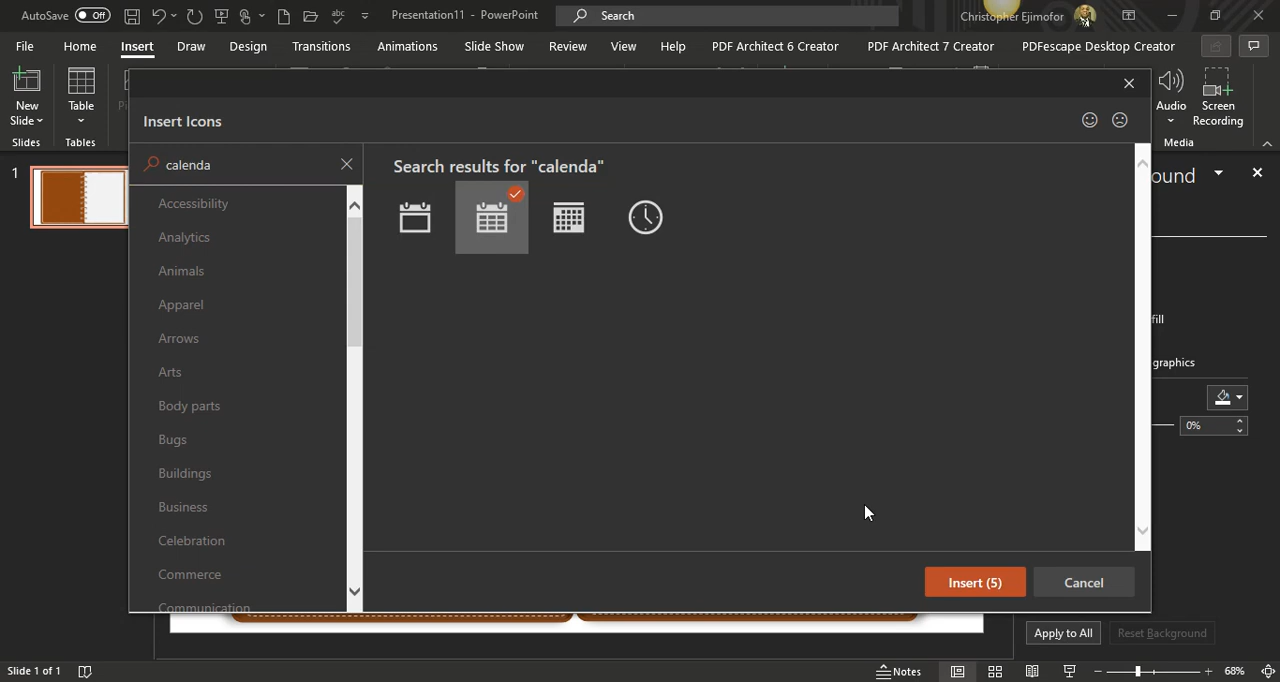 AutoSave Off abc Presentation11 - PowerPoint Search Christopher Ejimofor
File Home Insert Draw Design Transitions Animations Slide Show Review View Help PDF Architect 6 Creator PDF Architect 7 Creator PDFescape Desktop Creator
New Slide
Slides
Table
Tables
Audio
Screen Recording
Media
Insert Icons
calenda
Search results for "calenda"
Accessibility
Analytics
Animals
Apparel
Arrows
Arts
Body parts
Bugs
Buildings
Business
Celebration
Commerce
Communication
Insert (5) Cancel
1
ound
fill
graphics
0%
Apply to All Reset Background
Slide 1 of 1 Notes 68%